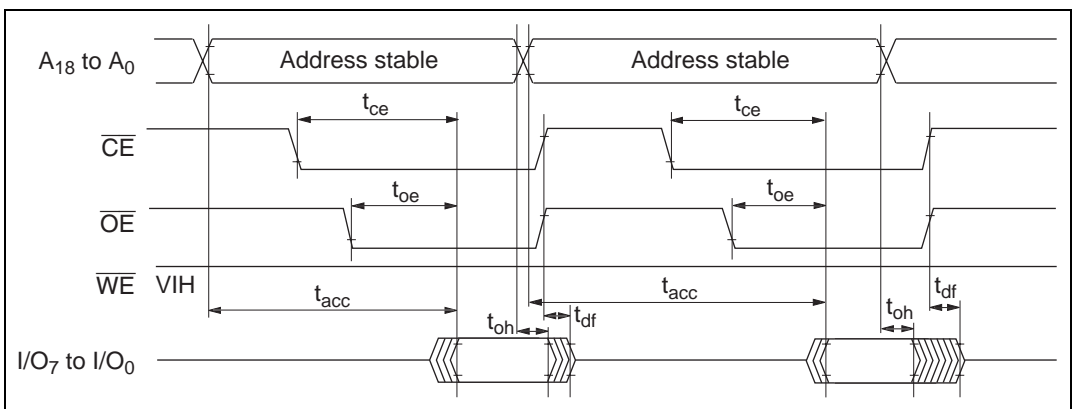 A18 to A0 Address stable Address stable
tce tce
CE
toe toe
OE
WE VIH
tacc tacc
toh tdf toh tdf
I/O7 to I/O0